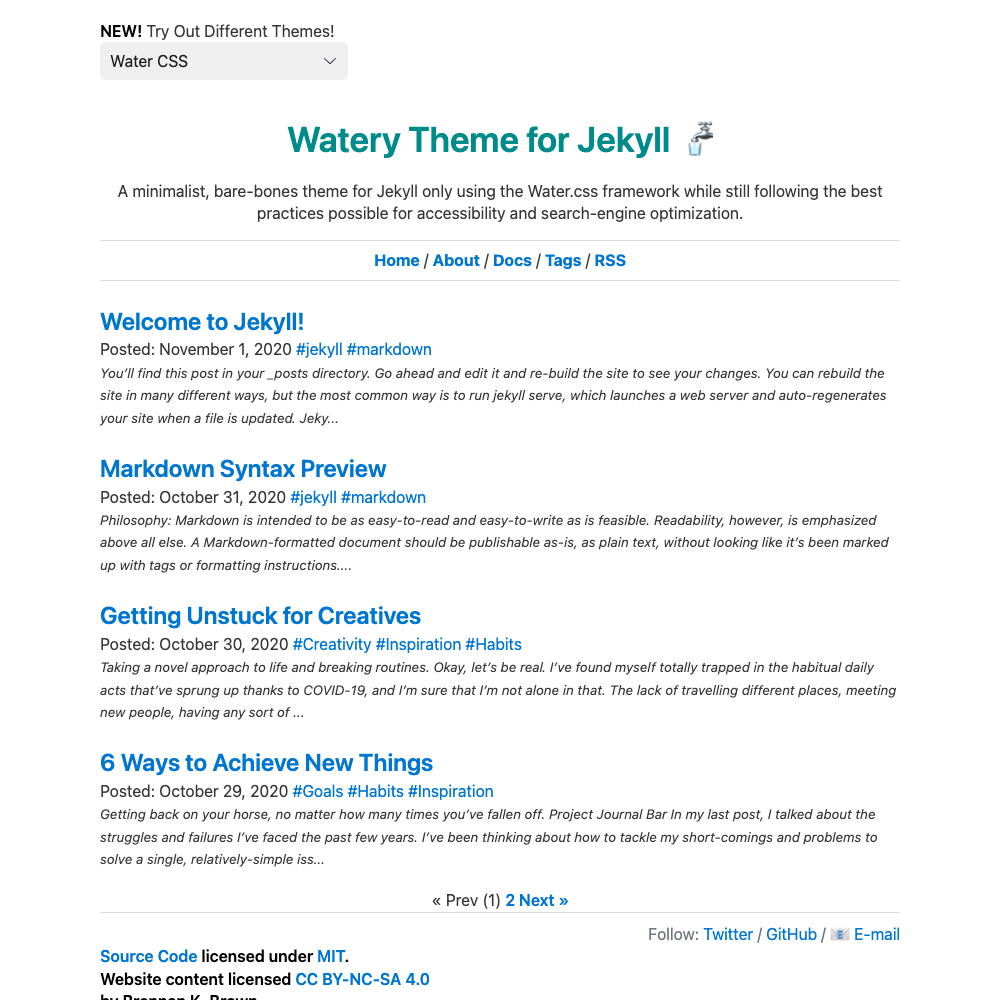 NEW! Try Out Different Themes!
Water CSS
Watery Theme for Jekyll
A minimalist, bare-bones theme for Jekyll only using the Water.css framework while still following the best
practices possible for accessibility and search-engine optimization.
Home / About / Docs / Tags / RSS
Welcome to Jekyll!
Posted: November 1, 2020 #jekyll #markdown
You’ll find this post in your _posts directory. Go ahead and edit it and re-build the site to see your changes. You can rebuild the
site in many different ways, but the most common way is to run jekyll serve, which launches a web server and auto-regenerates
your site when a file is updated. Jeky...
Markdown Syntax Preview
Posted: October 31, 2020 #jekyll #markdown
Philosophy: Markdown is intended to be as easy-to-read and easy-to-write as is feasible. Readability, however, is emphasized
above all else. A Markdown-formatted document should be publishable as-is, as plain text, without looking like it’s been marked
up with tags or formatting instructions....
Getting Unstuck for Creatives
Posted: October 30, 2020 #Creativity #Inspiration #Habits
Taking a novel approach to life and breaking routines. Okay, let’s be real. I’ve found myself totally trapped in the habitual daily
acts that’ve sprung up thanks to COVID-19, and I’m sure that I’m not alone in that. The lack of travelling different places, meeting
new people, having any sort of ...
6 Ways to Achieve New Things
Posted: October 29, 2020 #Goals #Habits #Inspiration
Getting back on your horse, no matter how many times you’ve fallen off. Project Journal Bar In my last post, I talked about the
struggles and failures I’ve faced the past few years. I’ve been thinking about how to tackle my short-comings and problems to
solve a single, relatively-simple iss...
« Prev (1) 2 Next »
Follow: Twitter / GitHub / E-mail
Source Code licensed under MIT.
Website content licensed CC BY-NC-SA 4.0
by Brennan K. Brown